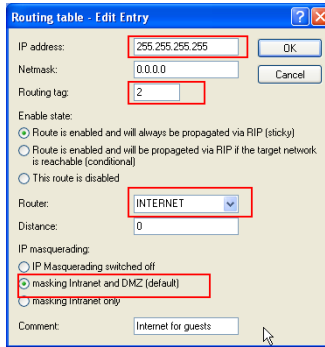 Routing table - Edit Entry
IP address: 255.255.255.255 OK
Netmask: 0.0.0.0 Cancel
Routing tag: 2
Enable state:
Route is enabled and will always be propagated via RIP (sticky)
Route is enabled and will be propageted via RIP if the target network
is reachable (conditional)
This route is disabled
Router: INTERNET
Distance: 0
IP masquerading:
IP Masquerading switched off
masking Intranet and DMZ (default)
masking Intranet only
Comment: Internet for guests